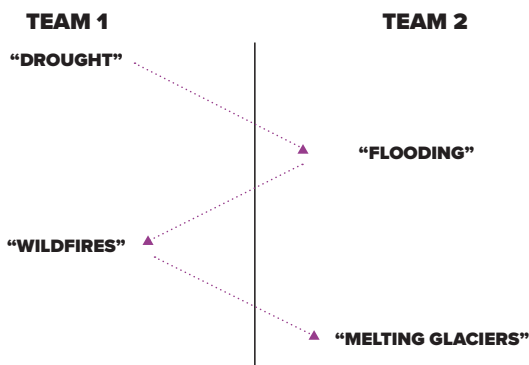 TEAM 1
TEAM 2
“DROUGHT”
“FLOODING”
“WILDFIRES”
“MELTING GLACIERS”